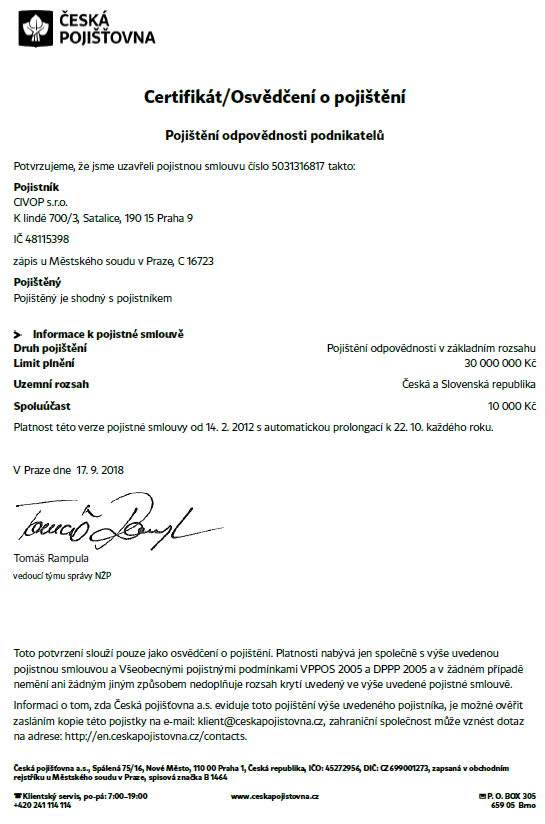 ČESKÁ
POJIŠŤOVNA
Certifikát/Osvědčení o pojištění
Pojištění odpovědnosti podnikatelů
Potvrzujeme, že jsme uzavřeli pojistnou smlouvu číslo 5031316817 takto:
Pojistník
CIVOP s.r.o.
K lindě 700/3, Satalice, 190 15 Praha 9
IČ 48115398
zápis u Městského soudu v Praze, C 16723
Pojištěný
Pojištěný je shodný s pojistníkem
➤ Informace k pojistné smlouvě
Druh pojištění Pojištění odpovědnosti v základním rozsahu
Limit plnění 30 000 000 Kč
Uzemní rozsah Česká a Slovenská republika
Spoluúčast 10 000 Kč
Platnost této verze pojistné smlouvy od 14. 2. 2012 s automatickou prolongací k 22. 10. každého roku.
V Praze dne 17. 9. 2018
Tomáš Rampula
vedoucí týmu správy NŽP
Toto potvrzení slouží pouze jako osvědčení o pojištění. Platnosti nabývá jen společně s výše uvedenou
pojistnou smlouvou a Všeobecnými pojistnými podmínkami VPPOS 2005 a DPPP 2005 a v žádném případě
nemění ani žádným jiným způsobem nedoplňuje rozsah krytí uvedený ve výše uvedené pojistné smlouvě.
Informaci o tom, zda Česká pojišťovna a.s. eviduje toto pojištění výše uvedeného pojistníka, je možné ověřit
zasláním kopie této pojistky na e-mail: klient@ceskapojistovna.cz, zahraniční společnost může vznést dotaz
na adrese: http://en.ceskapojistovna.cz/contacts.
Česká pojišťovna a.s., Spálená 75/16, Nové Město, 110 00 Praha 1, Česká republika, IČO: 45272956, DIČ: CZ699001273, zapsaná v obchodním
rejstříku u Městského soudu v Praze, spisová značka B 1464
☎Klientský servis, po-pá: 7:00–19:00 www.ceskapojistovna.cz ✉P. O. BOX 305
+420 241 114 114 659 05 Brno